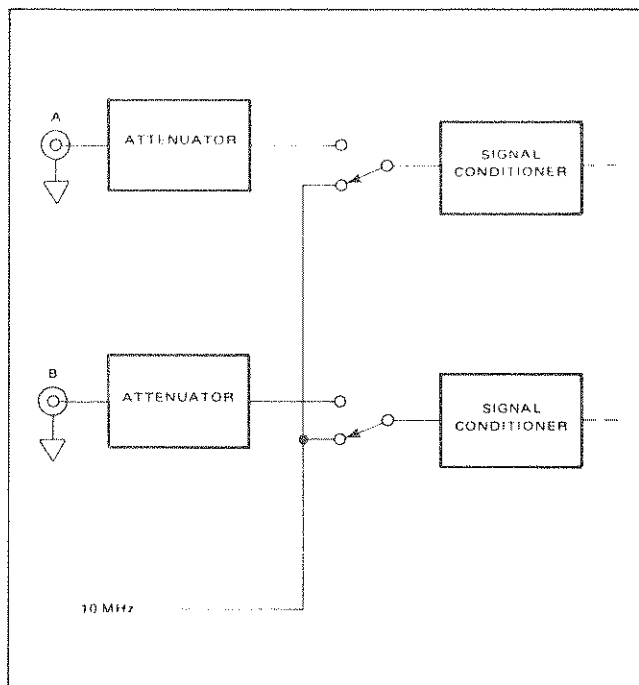 A
ATTENUATOR
SIGNAL
CONDITIONER
B
ATTENUATOR
SIGNAL
CONDITIONER
10 MHz